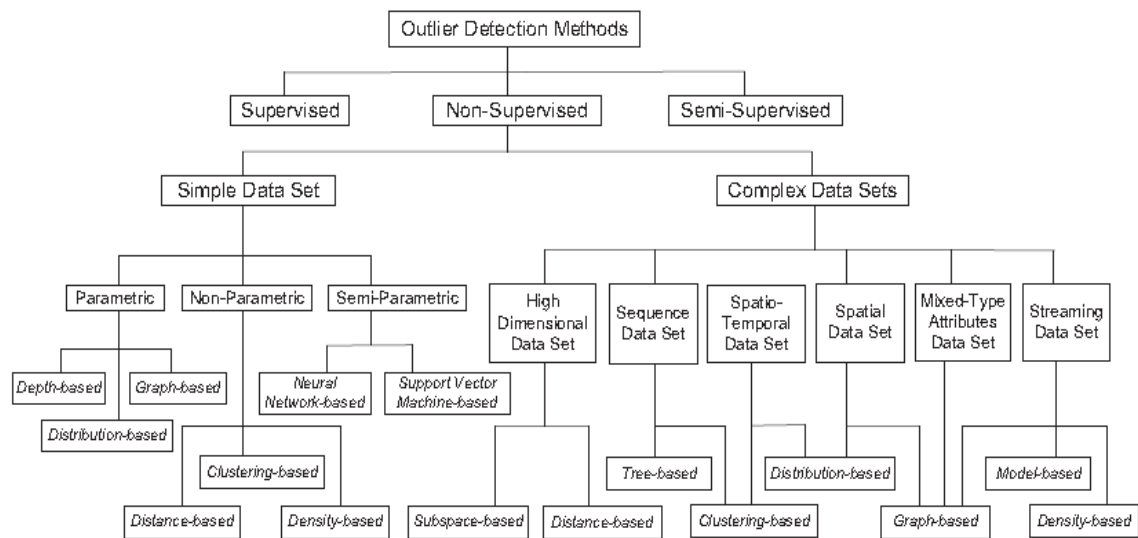 Outlier Detection Methods
Supervised
Non-Supervised
Semi-Supervised
Simple Data Set
Complex Data Sets
Parametric
Non-Parametric
Semi-Parametric
High
Dimensional
Data Set
Sequence
Data Set
Spatio-
Temporal
Data Set
Spatial
Data Set
Mixed-Type
Attributes
Data Set
Streaming
Data Set
Depth-based
Graph-based
Neural
Network-based
Support Vector
Machine-based
Distribution-based
Clustering-based
Tree-based
Distribution-based
Model-based
Distance-based
Density-based
Subspace-based
Distance-based
Clustering-based
Graph-based
Density-based